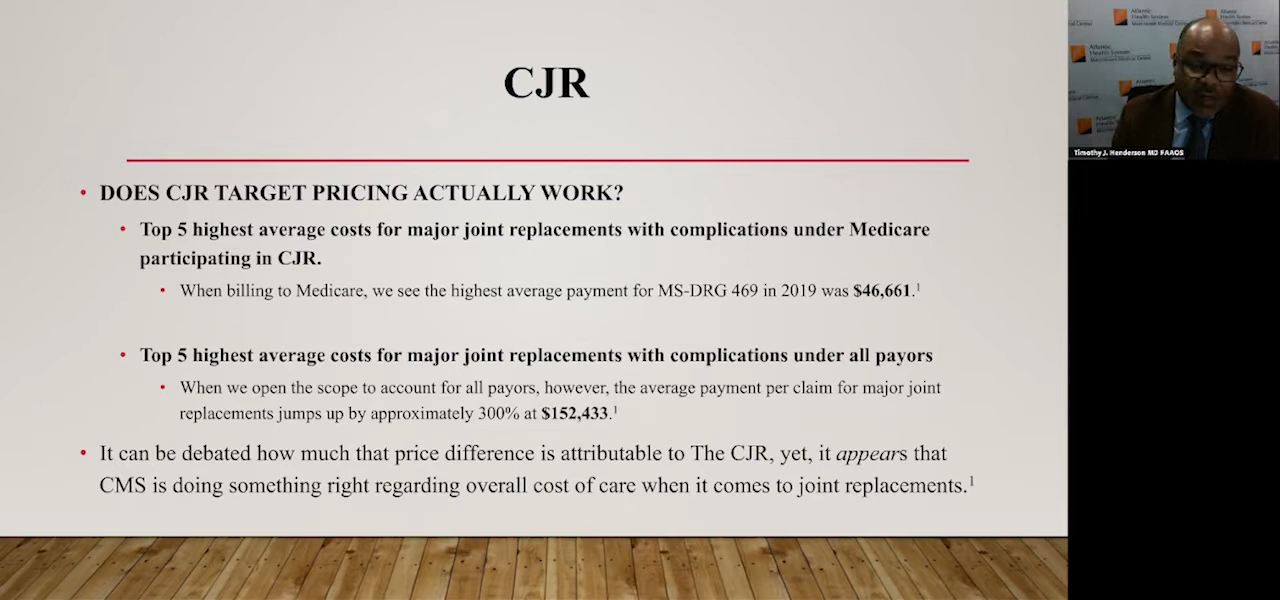 CJR
• DOES CJR TARGET PRICING ACTUALLY WORK?
• Top 5 highest average costs for major joint replacements with complications under Medicare
participating in CJR.
• When billing to Medicare, we see the highest average payment for MS-DRG 469 in 2019 was $46,661.¹
• Top 5 highest average costs for major joint replacements with complications under all payors
• When we open the scope to account for all payors, however, the average payment per claim for major joint
replacements jumps up by approximately 300% at $152,433.¹
• It can be debated how much that price difference is attributable to The CJR, yet, it appears that
CMS is doing something right regarding overall cost of care when it comes to joint replacements.¹
Atlantic
Health System
Atlantic
Health System
Timothy J. Henderson MD FAAOS